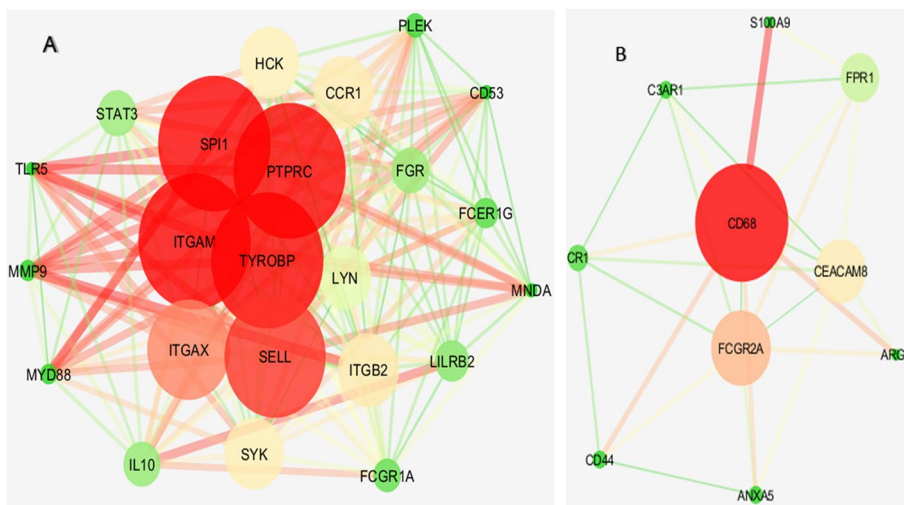 A
PLEK
HCK
CCR1
CD53
STAT3
SPI1
PTPRC
TLR5
FGR
FCER1G
ITGAM
TYROBP
MMP9
LYN
MNDA
ITGAX
SELL
ITGB2
LILRB2
MYD88
SYK
IL10
FCGR1A
B
S100A9
FPR1
C3AR1
CD68
CR1
CEACAM8
FCGR2A
ARG
CD44
ANXA5